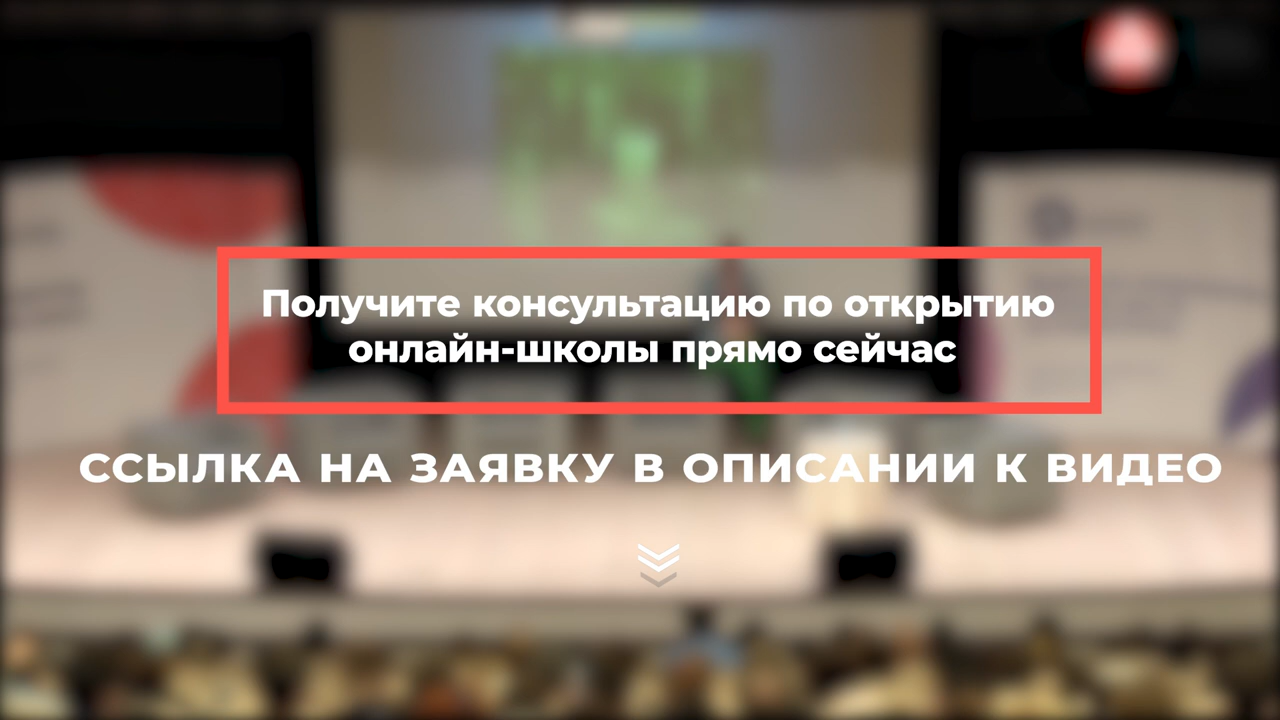 Получите консультацию по открытию
онлайн-школы прямо сейчас
ССЫЛКА НА ЗАЯВКУ В ОПИСАНИИ К ВИДЕО